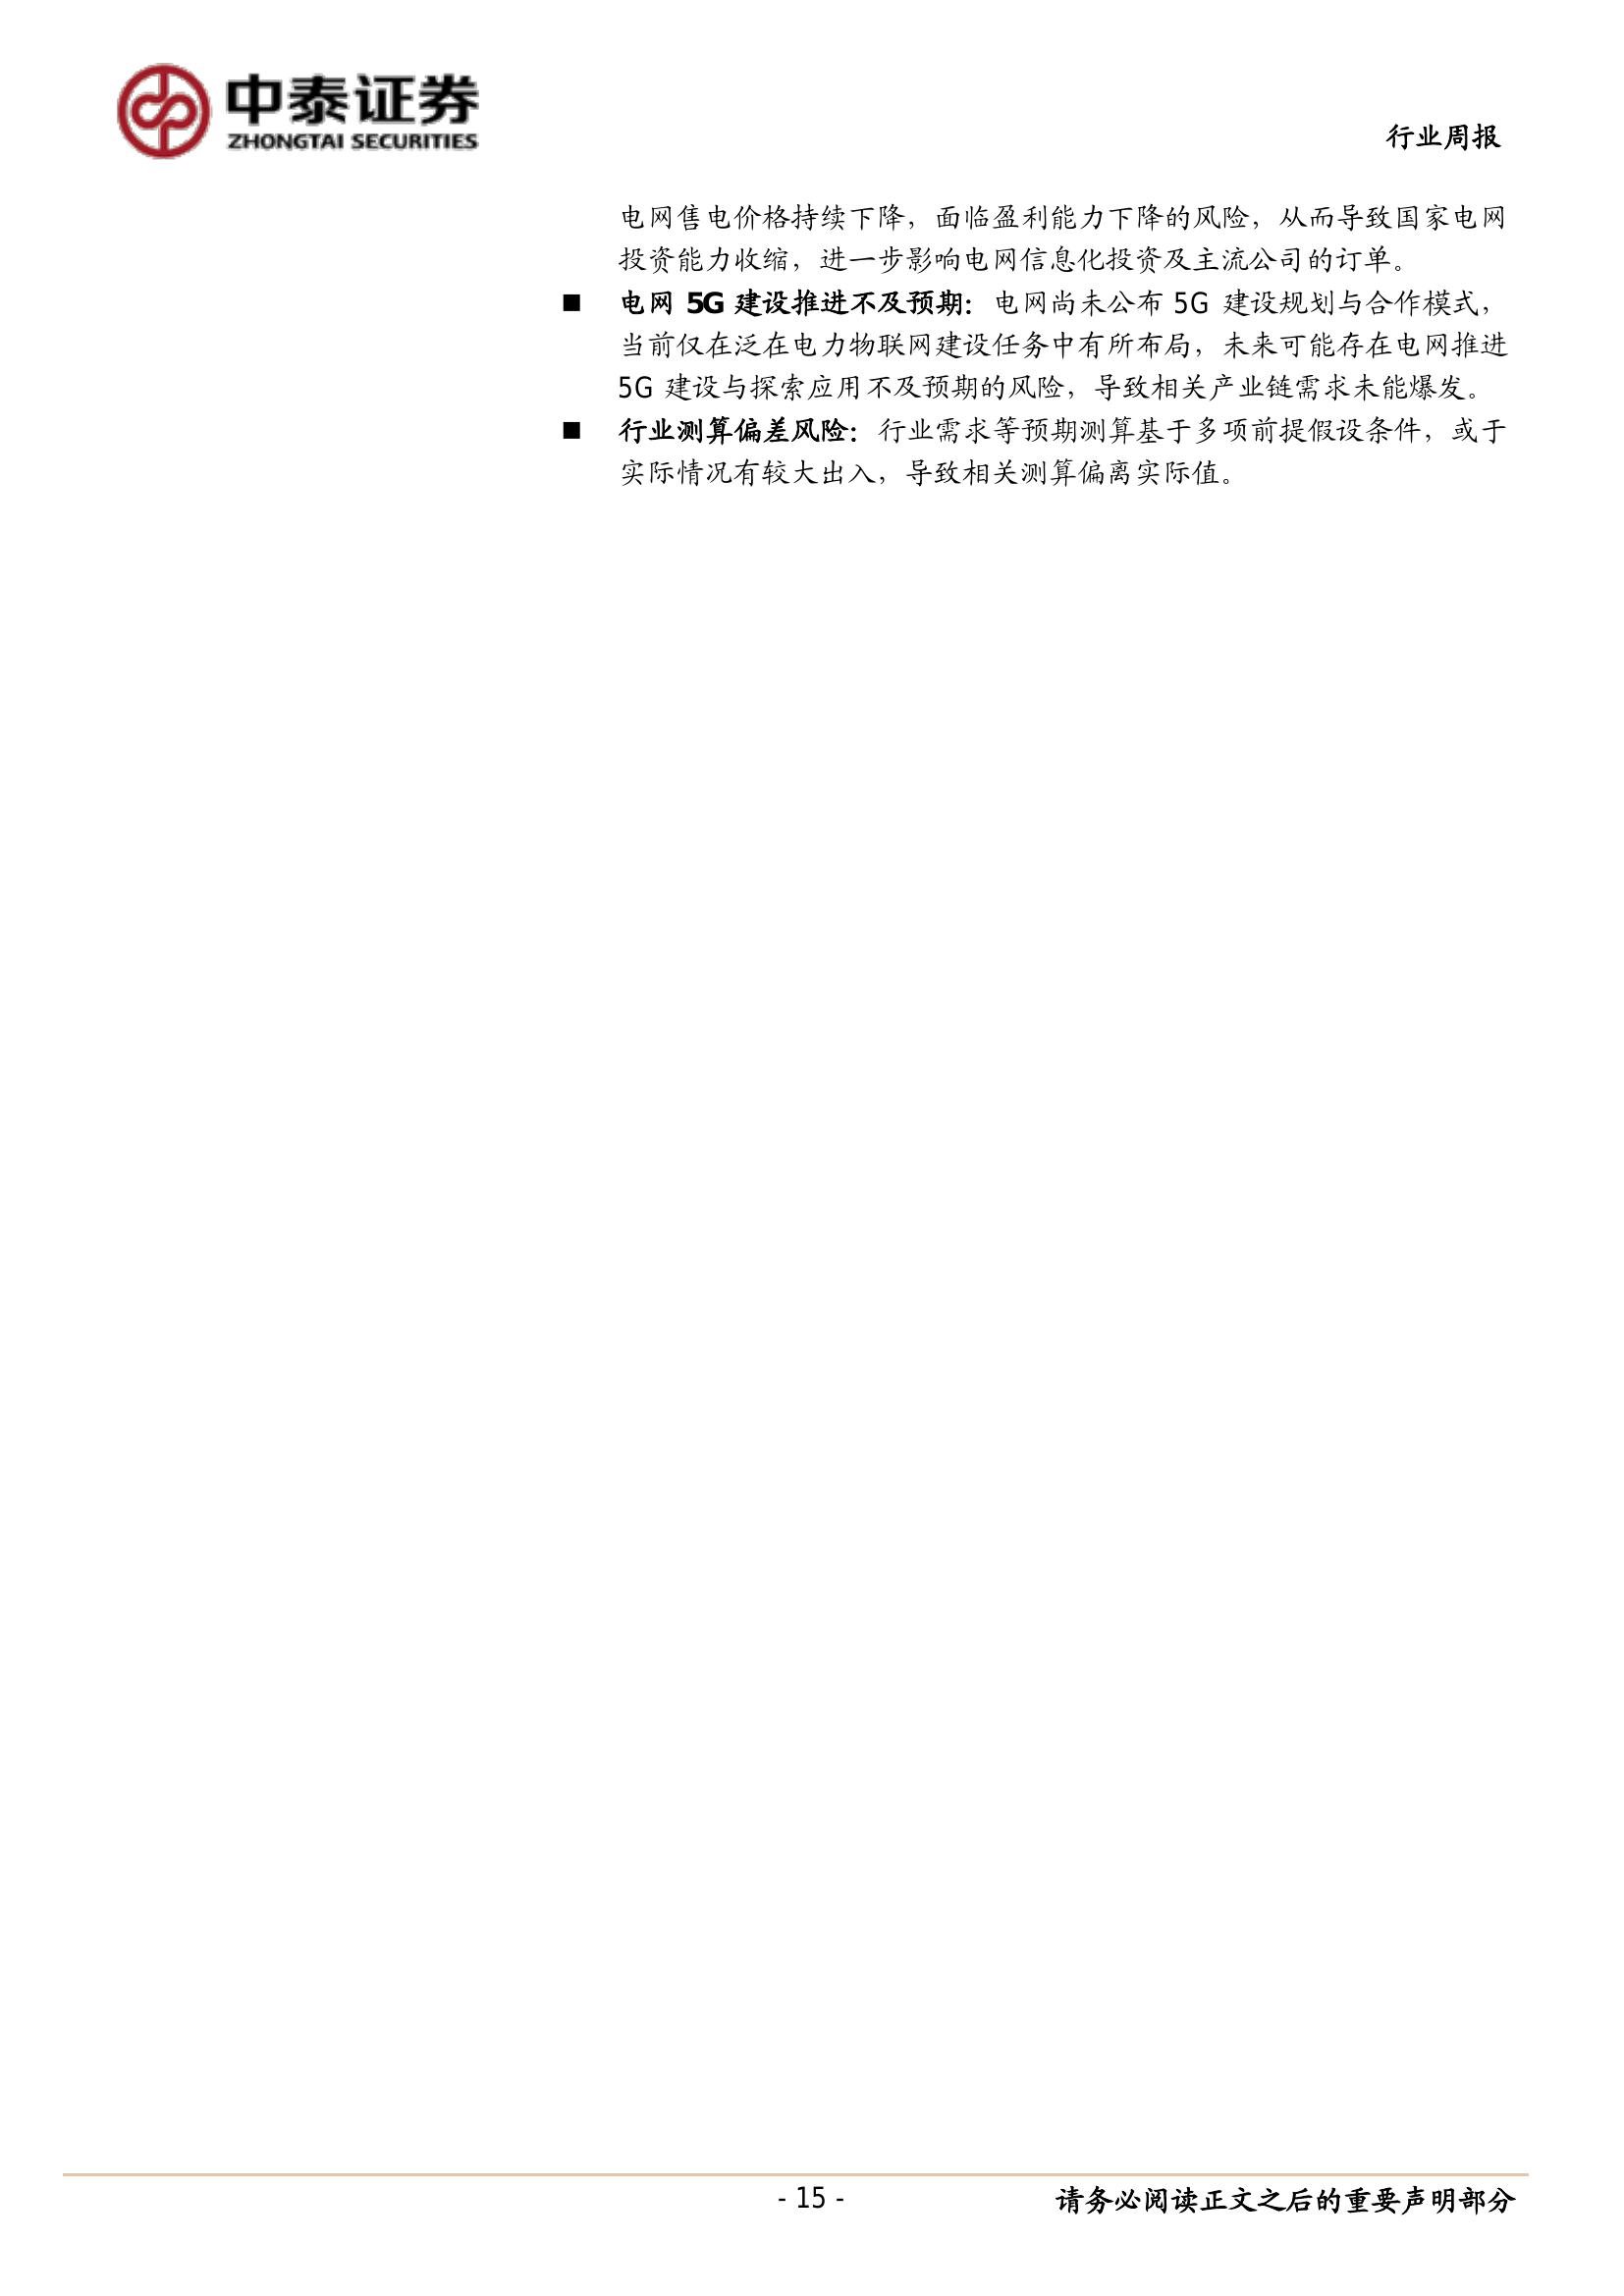 中泰证券
ZHONGTAI SECURITIES
行业周报
电网售电价格持续下降，面临盈利能力下降的风险，从而导致国家电网
投资能力收缩，进一步影响电网信息化投资及主流公司的订单。
■ 电网 5G 建设推进不及预期：电网尚未公布 5G 建设规划与合作模式，
当前仅在泛在电力物联网建设任务中有所布局，未来可能存在电网推进
5G 建设与探索应用不及预期的风险，导致相关产业链需求未能爆发。
■ 行业测算偏差风险：行业需求等预期测算基于多项前提假设条件，或于
实际情况有较大出入，导致相关测算偏离实际值。
- 15 -
请务必阅读正文之后的重要声明部分